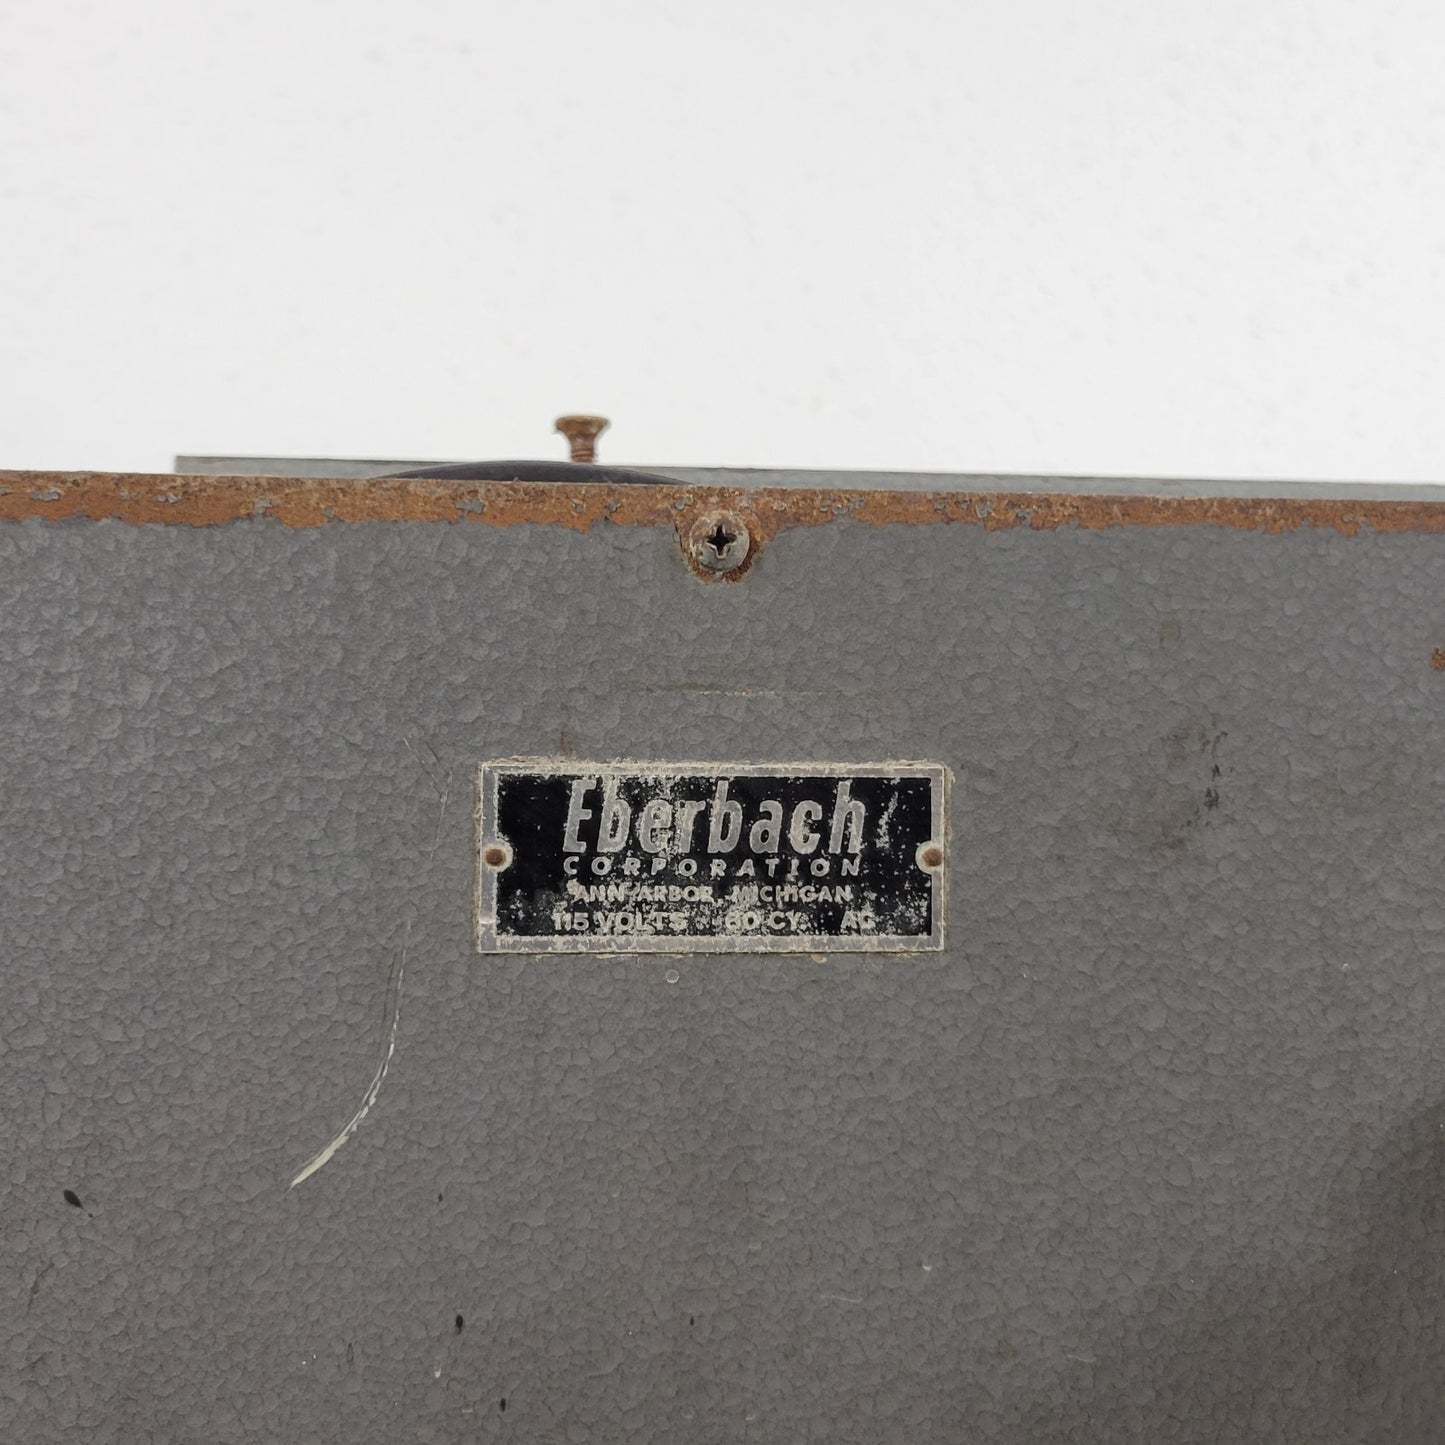 Eberbach
CORPORATION
ANN ARBOR, MICHIGAN
115 VOLTS 60 CY. AC